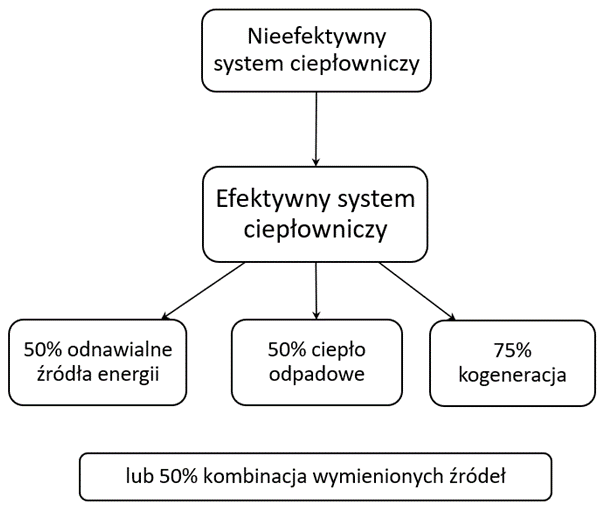 Nieefektywny
system ciepłowniczy
Efektywny system
ciepłowniczy
50% odnawialne
źródła energii
50% ciepło
odpadowe
75%
kogeneracja
lub 50% kombinacja wymienionych źródeł